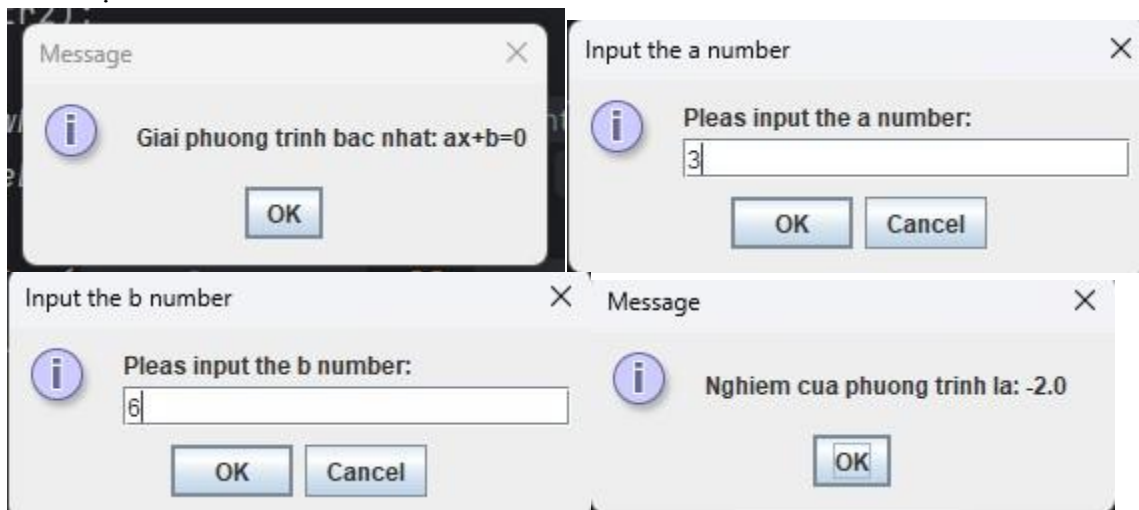 Message
Giai phuong trinh bac nhat: ax+b=0
OK
Input the a number
Pleas input the a number:
3
OK Cancel
Input the b number
Pleas input the b number:
6
OK Cancel
Message
Nghiem cua phuong trinh la: -2.0
OK